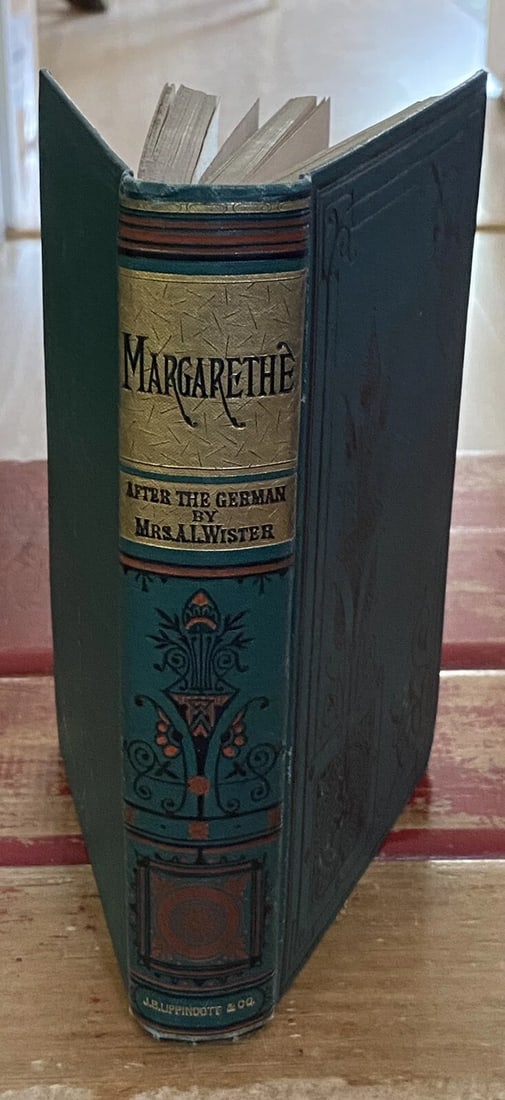 MARGARETHE
AFTER THE GERMAN
BY
MRS. A. L. WISTER
J. B. LIPPINCOTT & CO.